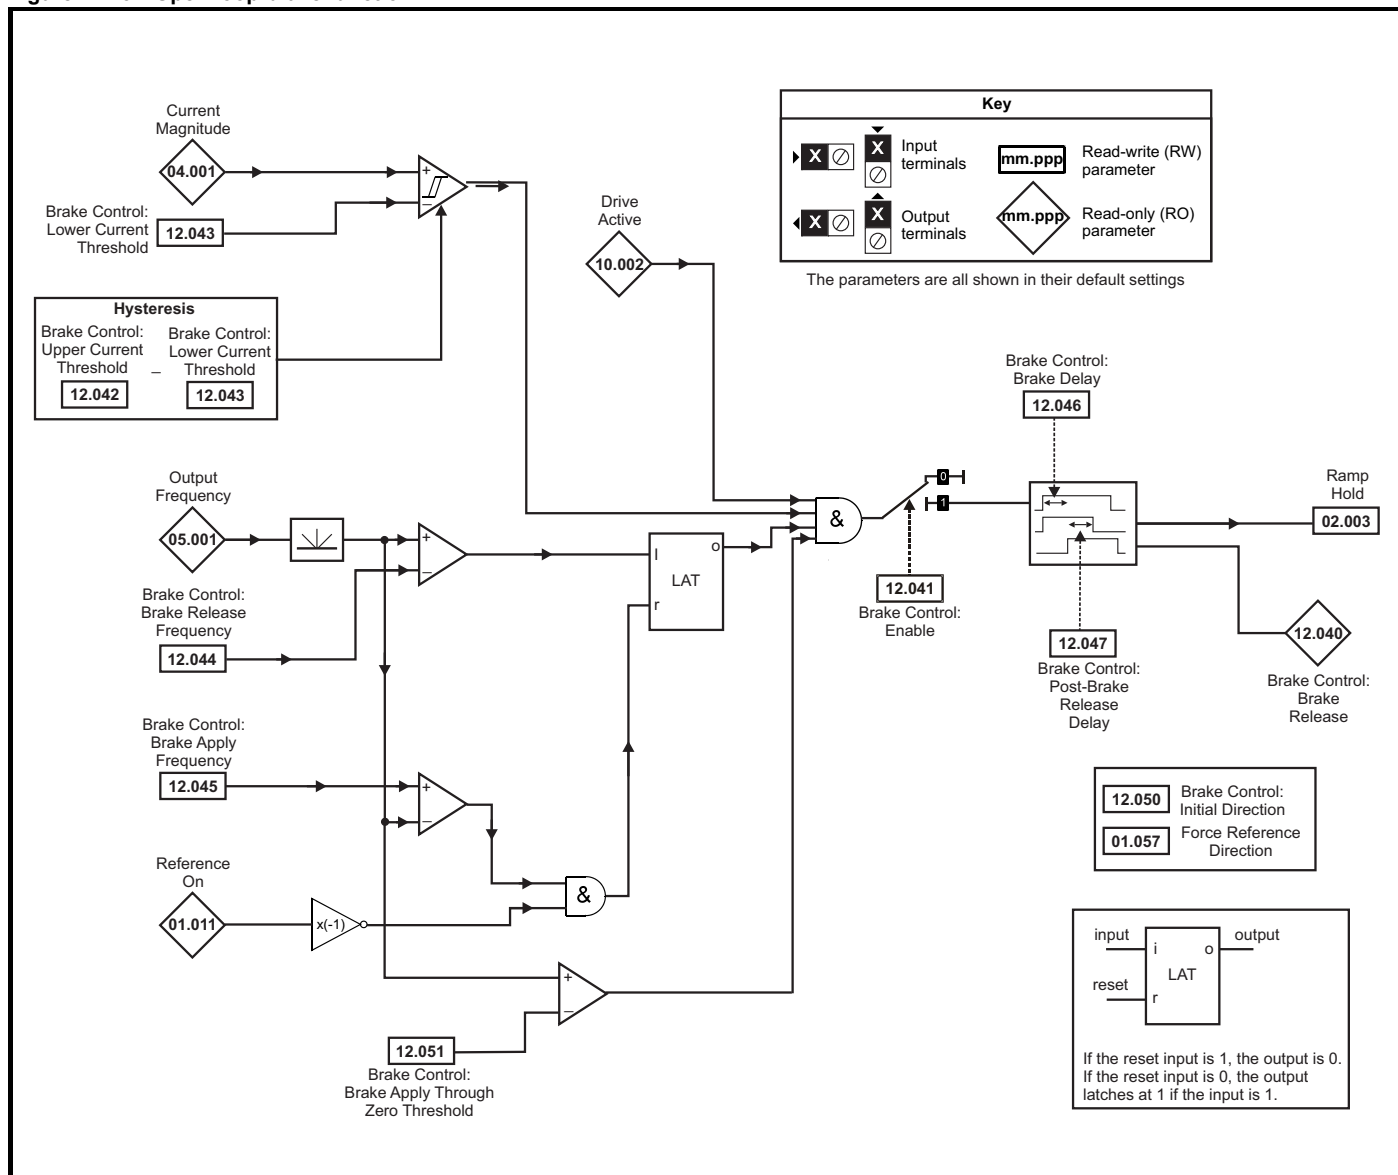 Current
Magnitude
04.001
+
−
Brake Control:
Lower Current
Threshold
12.043
Hysteresis
Brake Control:
Upper Current
Threshold
12.042
–
Brake Control:
Lower Current
Threshold
12.043
Drive
Active
10.002
Key
X
X
Input
terminals
X
X
Output
terminals
mm.ppp
Read-write (RW)
parameter
mm.ppp
Read-only (RO)
parameter
The parameters are all shown in their default settings
Output
Frequency
05.001
+
−
Brake Control:
Brake Release
Frequency
12.044
I
o
LAT
r
&
0
1
12.041
Brake Control:
Enable
Brake Control:
Brake Delay
12.046
12.047
Brake Control:
Post-Brake
Release
Delay
Ramp
Hold
02.003
12.040
Brake Control:
Brake
Release
Brake Control:
Brake Apply
Frequency
12.045
+
−
Reference
On
01.011
x(-1)
&
+
−
12.051
Brake Control:
Brake Apply Through
Zero Threshold
12.050
Brake Control:
Initial Direction
01.057
Force Reference
Direction
input
i
o
output
LAT
reset
r
If the reset input is 1, the output is 0.
If the reset input is 0, the output
latches at 1 if the input is 1.